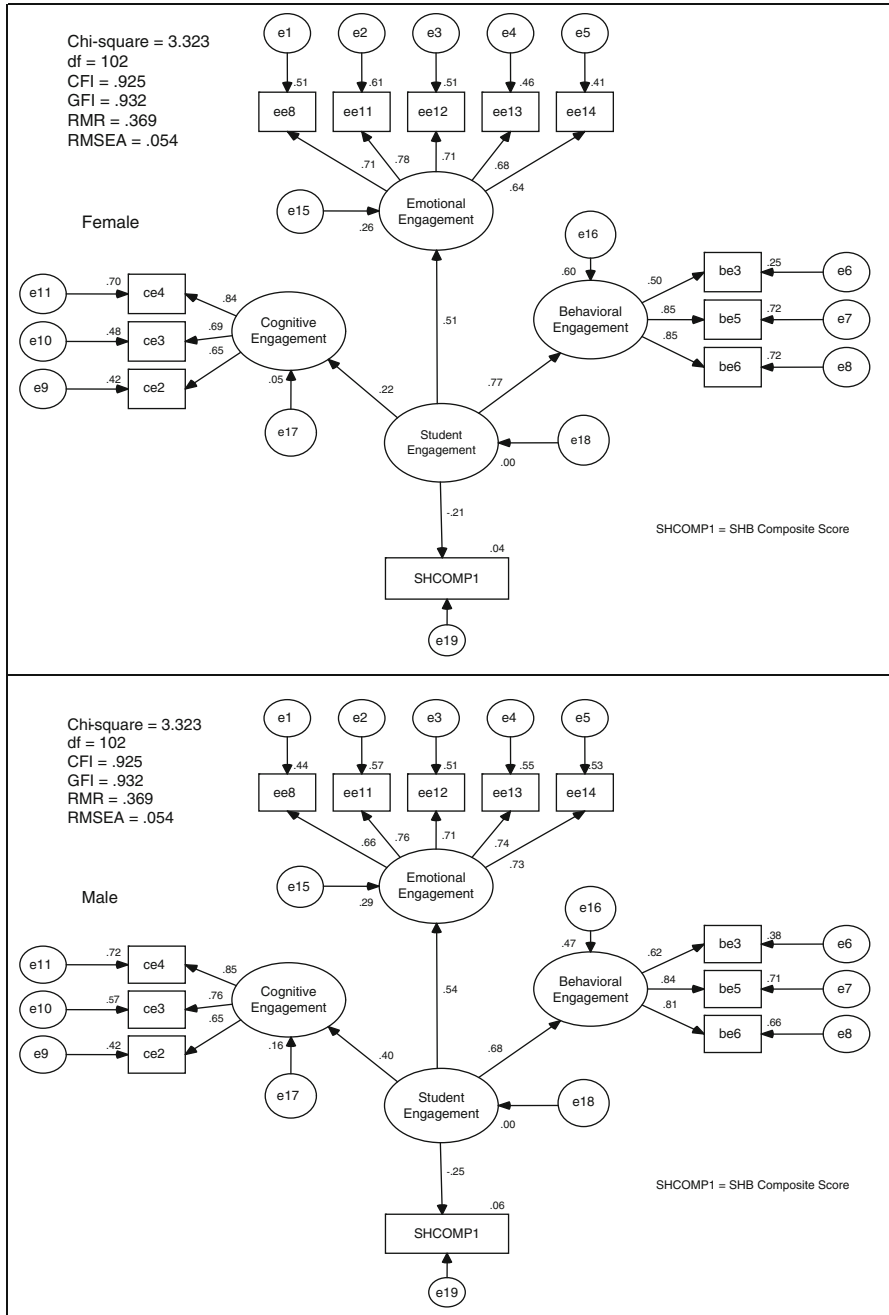 Chi-square = 3.323
df = 102
CFI = .925
GFI = .932
RMR = .369
RMSEA = .054
e1 e2 e3 e4 e5
.51 .61 .51 .46 .41
ee8 ee11 ee12 ee13 ee14
.71 .78 .71 .68 .64
Female
e15
.26
Emotional
Engagement
e16
.60
e11 .70 ce4 .84
e10 .48 ce3 .69
e9 .42 ce2 .65
Cognitive
Engagement
.05
e17
.51
Behavioral
Engagement
.50 be3 .25 e6
.85 be5 .72 e7
.85 be6 .72 e8
.22
.77
Student
Engagement
.00
e18
-.21
.04
SHCOMP1
e19
SHCOMP1 = SHB Composite Score
Chi-square = 3.323
df = 102
CFI = .925
GFI = .932
RMR = .369
RMSEA = .054
e1 e2 e3 e4 e5
.44 .57 .51 .55 .53
ee8 ee11 ee12 ee13 ee14
.66 .76 .71 .74 .73
Male
e15
.29
Emotional
Engagement
e16
.47
e11 .72 ce4 .85
e10 .57 ce3 .76
e9 .42 ce2 .65
Cognitive
Engagement
.16
e17
.54
Behavioral
Engagement
.62 be3 .38 e6
.84 be5 .71 e7
.81 be6 .66 e8
.40
.68
Student
Engagement
.00
e18
-.25
.06
SHCOMP1
e19
SHCOMP1 = SHB Composite Score